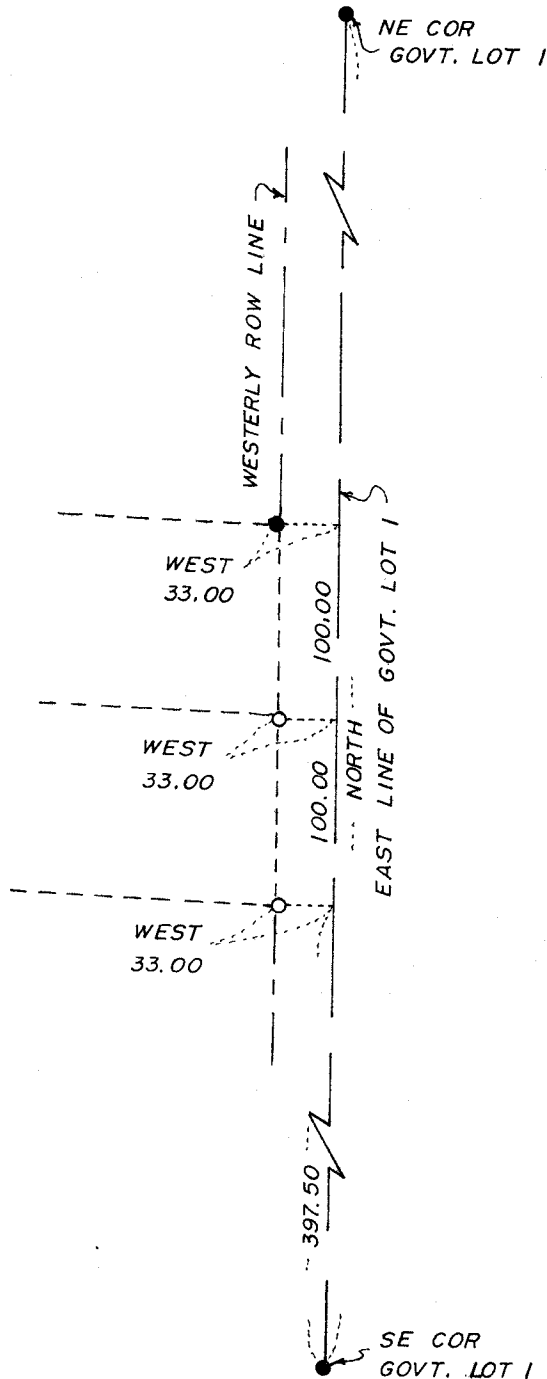 NE COR
GOVT. LOT 1
WESTERLY ROW LINE
WEST
33.00
100.00
EAST LINE OF GOVT. LOT 1
WEST
33.00
100.00
NORTH
WEST
33.00
397.50
SE COR
GOVT. LOT 1